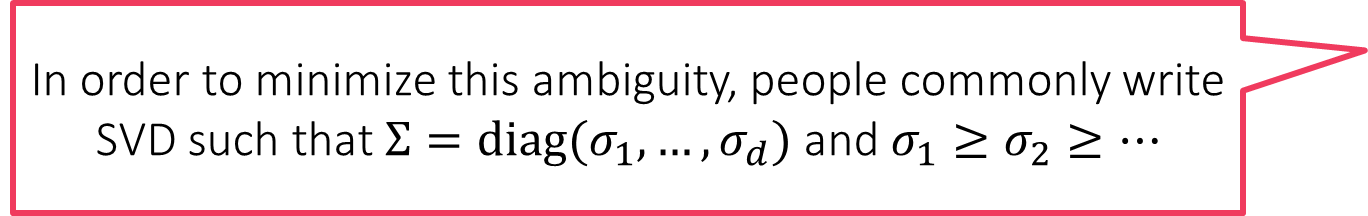 In order to minimize this ambiguity, people commonly write
SVD such that Σ = diag(σ₁, … , σ_d) and σ₁ ≥ σ₂ ≥ ⋯